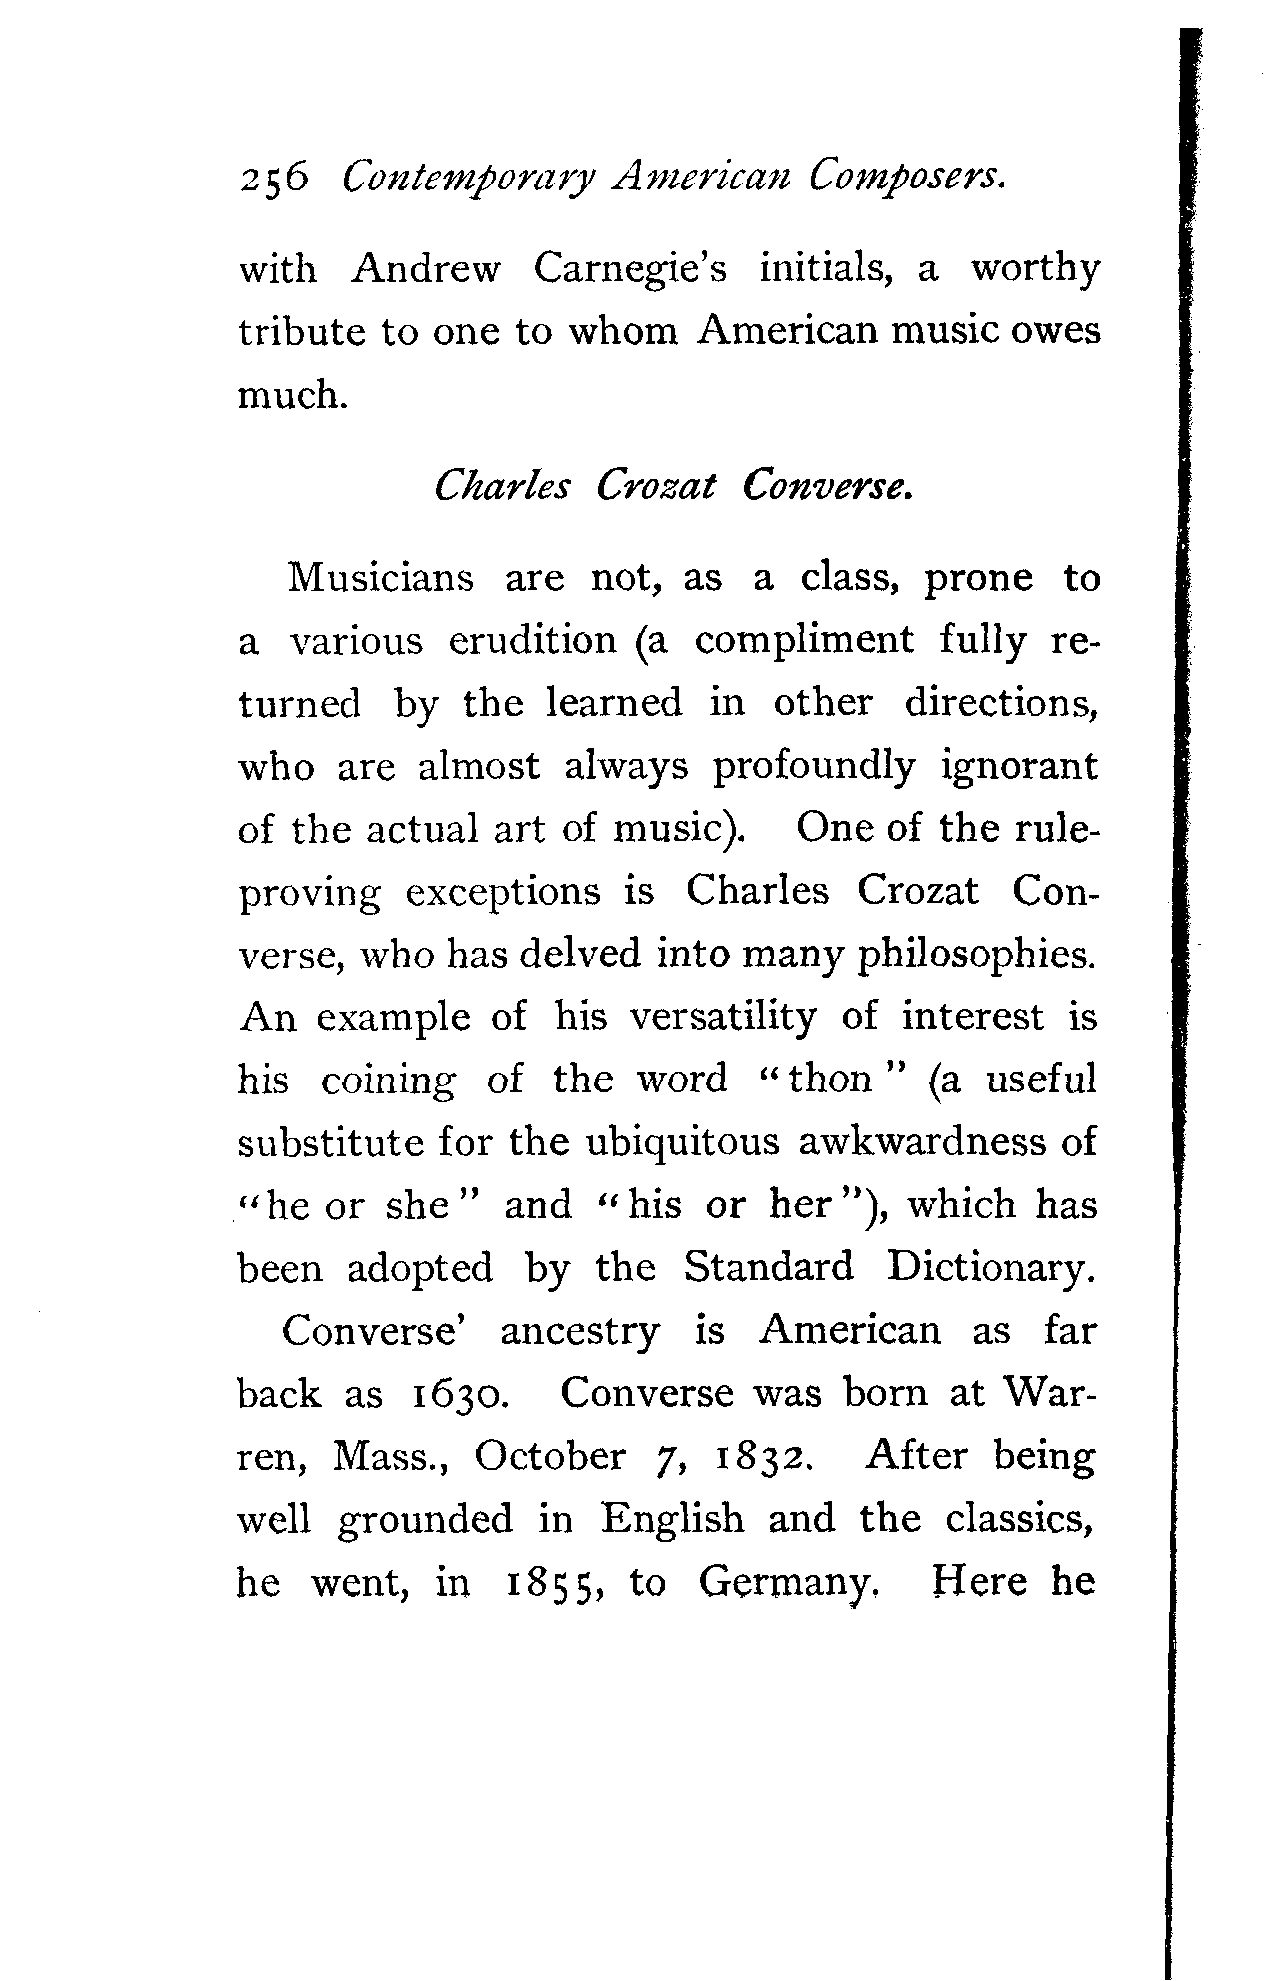 256 Contemporary American Composers.
with Andrew Carnegie's initials, a worthy
tribute to one to whom American music owes
much.
Charles Crozat Converse.
Musicians are not, as a class, prone to
a various erudition (a compliment fully re-
turned by the learned in other directions,
who are almost always profoundly ignorant
of the actual art of music). One of the rule-
proving exceptions is Charles Crozat Con-
verse, who has delved into many philosophies.
An example of his versatility of interest is
his coining of the word "thon" (a useful
substitute for the ubiquitous awkwardness of
"he or she" and "his or her"), which has
been adopted by the Standard Dictionary.
Converse' ancestry is American as far
back as 1630. Converse was born at War-
ren, Mass., October 7, 1832. After being
well grounded in English and the classics,
he went, in 1855, to Germany. Here he